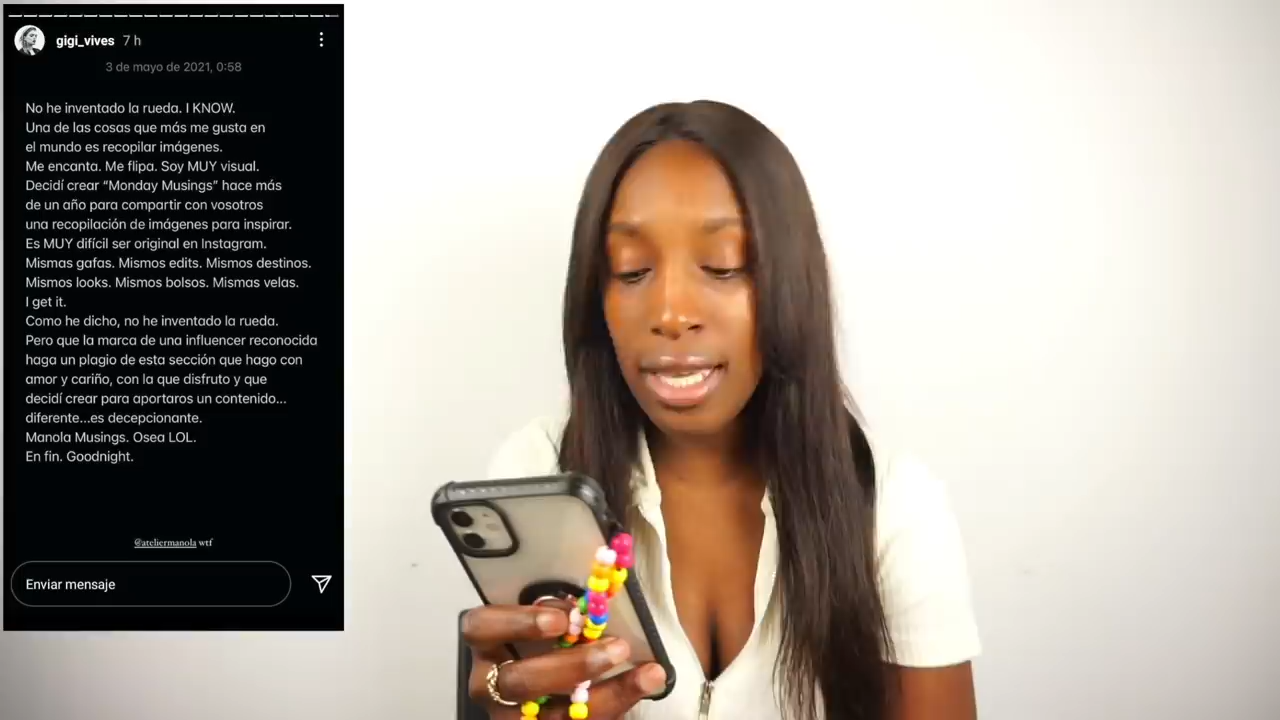 gigi_vives 7 h
3 de mayo de 2021, 0:58
No he inventado la rueda. I KNOW.
Una de las cosas que más me gusta en
el mundo es recopilar imágenes.
Me encanta. Me flipa. Soy MUY visual.
Decidí crear “Monday Musings” hace más
de un año para compartir con vosotros
una recopilación de imágenes para inspirar.
Es MUY difícil ser original en Instagram.
Mismas gafas. Mismos edits. Mismos destinos.
Mismos looks. Mismos bolsos. Mismas velas.
I get it.
Como he dicho, no he inventado la rueda.
Pero que la marca de una influencer reconocida
haga un plagio de esta sección que hago con
amor y cariño, con la que disfruto y que
decidí crear para aportaros un contenido...
diferente...es decepcionante.
Manola Musings. Osea LOL.
En fin. Goodnight.
@ateliermanola wtf
Enviar mensaje